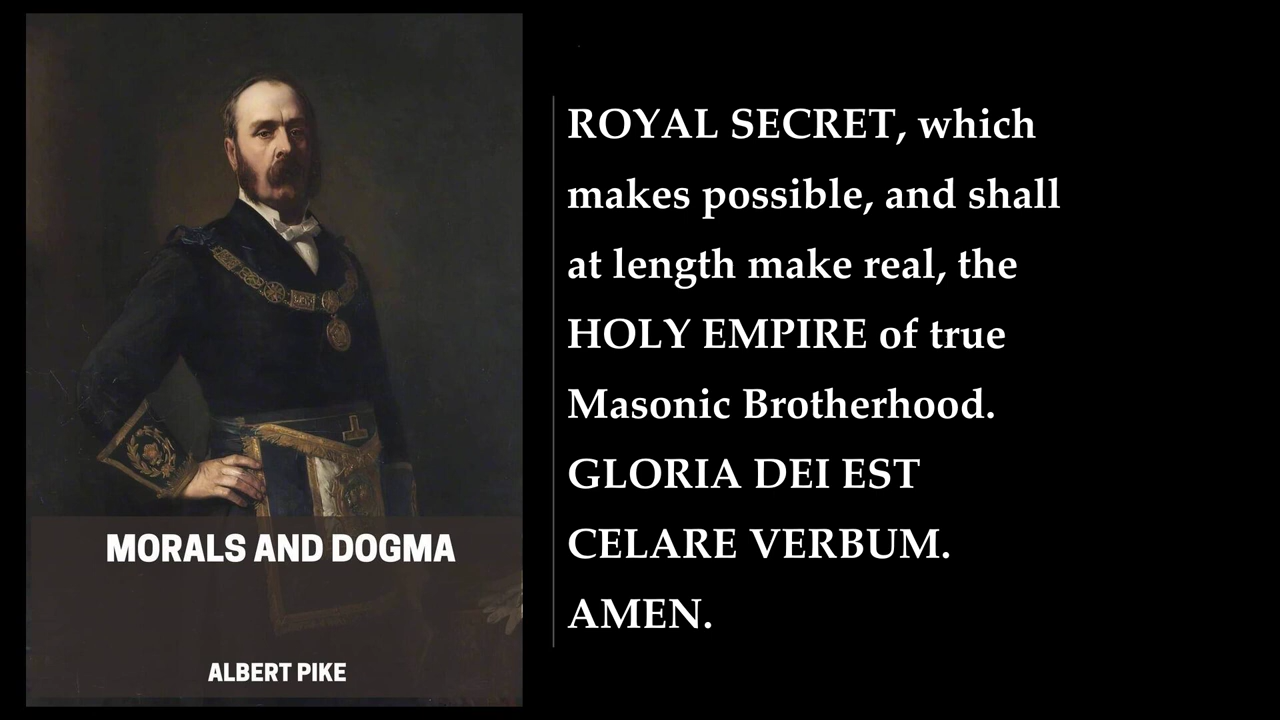 MORALS AND DOGMA
ALBERT PIKE
ROYAL SECRET, which
makes possible, and shall
at length make real, the
HOLY EMPIRE of true
Masonic Brotherhood.
GLORIA DEI EST
CELARE VERBUM.
AMEN.